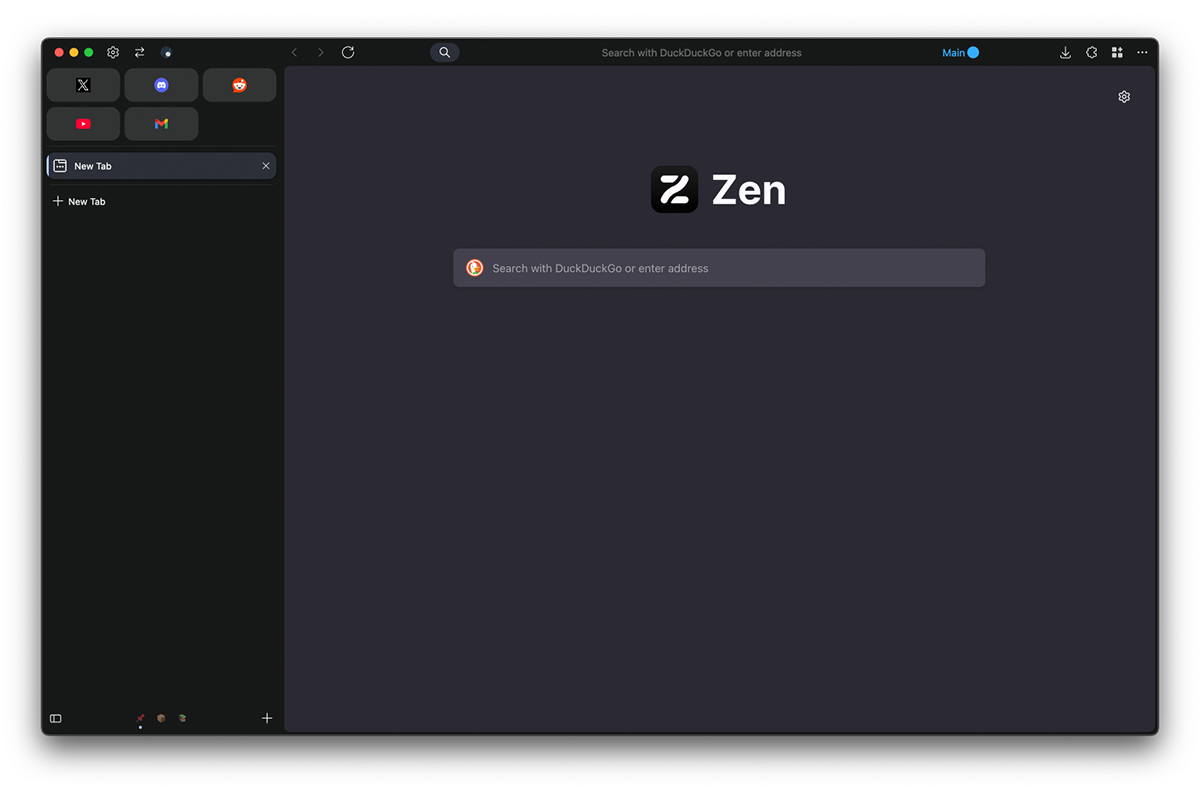 Search with DuckDuckGo or enter address
Main
New Tab
New Tab
Zen
Search with DuckDuckGo or enter address